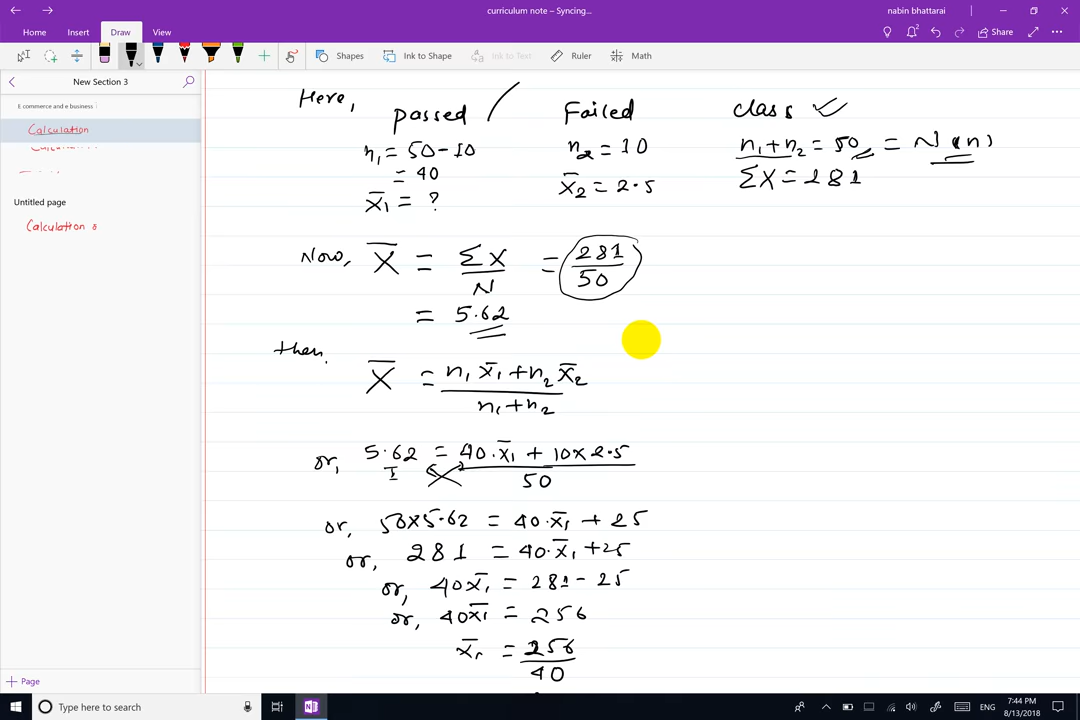 curriculum note – Syncing...
nabin bhattarai
Home Insert Draw View
Share
Shapes Ink to Shape Ink to Text Ruler Math
New Section 3
E commerce and e business
Calculation
Untitled page
Calculation
Page
Here,
passed Failed class
n₁ = 50 - 10 n₂ = 10 n₁ + n₂ = 50 = N (n)
= 40 X̄₂ = 2.5 ΣX = 281
X̄₁ = ?
Now, X̄ = ΣX / N = 281 / 50
= 5.62
then, X̄ = n₁ X̄₁ + n₂ X̄₂ / n₁ + n₂
or, 5.62 / 1 = 40.X̄₁ + 10 × 2.5 / 50
or, 50×5.62 = 40.X̄₁ + 25
or, 281 = 40.X̄₁ + 25
or, 40X̄₁ = 281 - 25
or, 40X̄₁ = 256
X̄₁ = 256 / 40
Type here to search
ENG
7:44 PM
8/13/2018